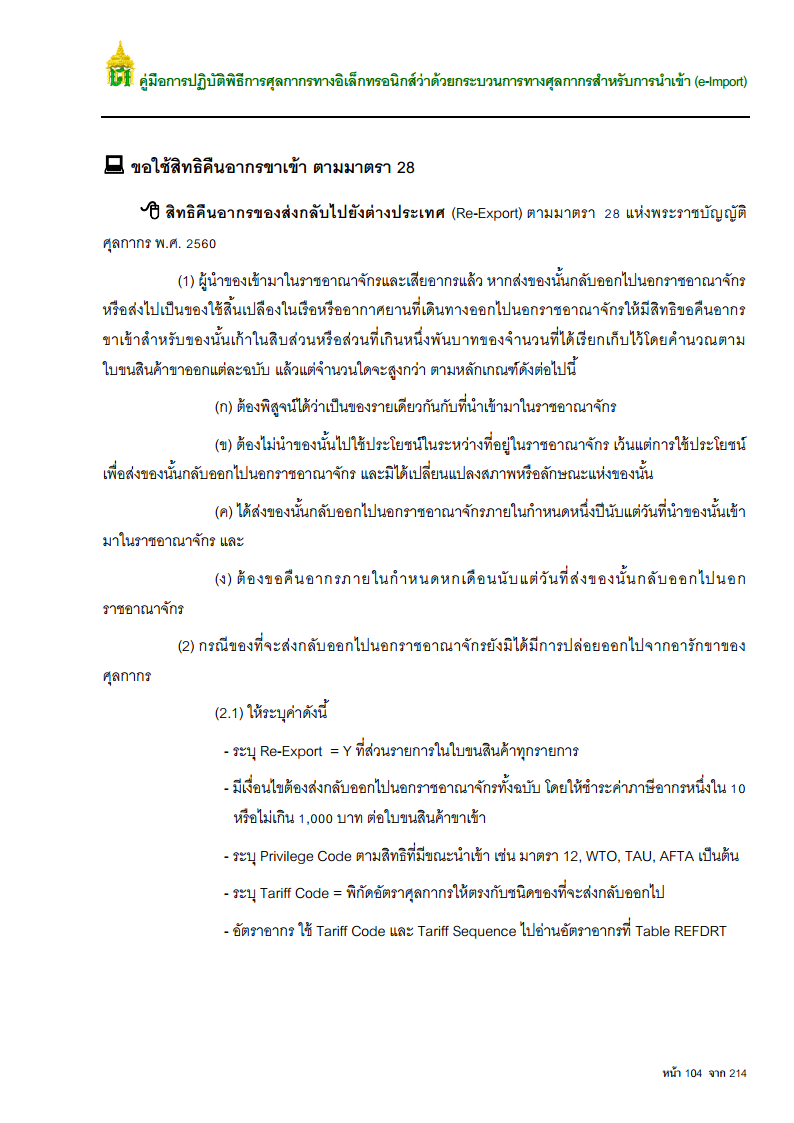 คู่มือการปฏิบัติพิธีการศุลกากรทางอิเล็กทรอนิกส์ว่าด้วยกระบวนการทางศุลกากรสำหรับการนำเข้า (e-Import)
ขอใช้สิทธิคืนอากรขาเข้า ตามมาตรา 28
สิทธิคืนอากรของส่งกลับไปยังต่างประเทศ (Re-Export) ตามมาตรา 28 แห่งพระราชบัญญัติ
ศุลกากร พ.ศ. 2560
(1) ผู้นำของเข้ามาในราชอาณาจักรและเสียอากรแล้ว หากส่งของนั้นกลับออกไปนอกราชอาณาจักร
หรือส่งไปเป็นของใช้สิ้นเปลืองในเรือหรืออากาศยานที่เดินทางออกไปนอกราชอาณาจักรให้มีสิทธิขอคืนอากร
ขาเข้าสำหรับของนั้นเก้าในสิบส่วนหรือส่วนที่เกินหนึ่งพันบาทของจำนวนที่ได้เรียกเก็บไว้โดยคำนวณตาม
ใบขนสินค้าขาออกแต่ละฉบับ แล้วแต่จำนวนใดจะสูงกว่า ตามหลักเกณฑ์ดังต่อไปนี้
(ก) ต้องพิสูจน์ได้ว่าเป็นของรายเดียวกันกับที่นำเข้ามาในราชอาณาจักร
(ข) ต้องไม่นำของนั้นไปใช้ประโยชน์ในระหว่างที่อยู่ในราชอาณาจักร เว้นแต่การใช้ประโยชน์
เพื่อส่งของนั้นกลับออกไปนอกราชอาณาจักร และมิได้เปลี่ยนแปลงสภาพหรือลักษณะแห่งของนั้น
(ค) ได้ส่งของนั้นกลับออกไปนอกราชอาณาจักรภายในกำหนดหนึ่งปีนับแต่วันที่นำของนั้นเข้า
มาในราชอาณาจักร และ
(ง) ต้องขอคืนอากรภายในกำหนดหกเดือนนับแต่วันที่ส่งของนั้นกลับออกไปนอก
ราชอาณาจักร
(2) กรณีของที่จะส่งกลับออกไปนอกราชอาณาจักรยังมิได้มีการปล่อยออกไปจากอารักขาของ
ศุลกากร
(2.1) ให้ระบุค่าดังนี้
- ระบุ Re-Export = Y ที่ส่วนรายการในใบขนสินค้าทุกรายการ
- มีเงื่อนไขต้องส่งกลับออกไปนอกราชอาณาจักรทั้งฉบับ โดยให้ชำระค่าภาษีอากรหนึ่งใน 10
หรือไม่เกิน 1,000 บาท ต่อใบขนสินค้าขาเข้า
- ระบุ Privilege Code ตามสิทธิที่มีขณะนำเข้า เช่น มาตรา 12, WTO, TAU, AFTA เป็นต้น
- ระบุ Tariff Code = พิกัดอัตราศุลกากรให้ตรงกับชนิดของที่จะส่งกลับออกไป
- อัตราอากร ใช้ Tariff Code และ Tariff Sequence ไปอ่านอัตราอากรที่ Table REFDRT
หน้า 104 จาก 214